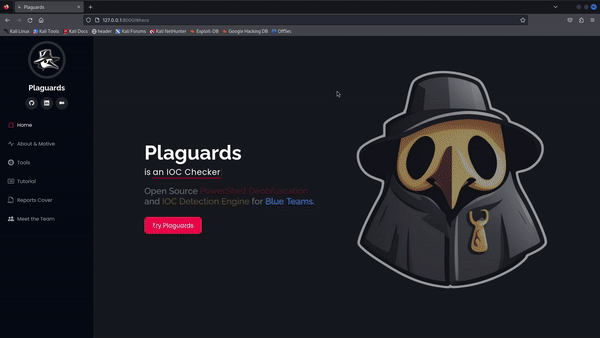 Plaguards
127.0.0.1:8000/#hero
Kali Linux Kali Tools Kali Docs header Kali Forums Kali NetHunter Exploit-DB Google Hacking DB OffSec
Plaguards
Home
About & Motive
Tools
Tutorial
Reports Cover
Meet the Team
Plaguards
is an IOC Checker
Open Source PowerShell Deobfuscation
and IOC Detection Engine for Blue Teams.
Try Plaguards